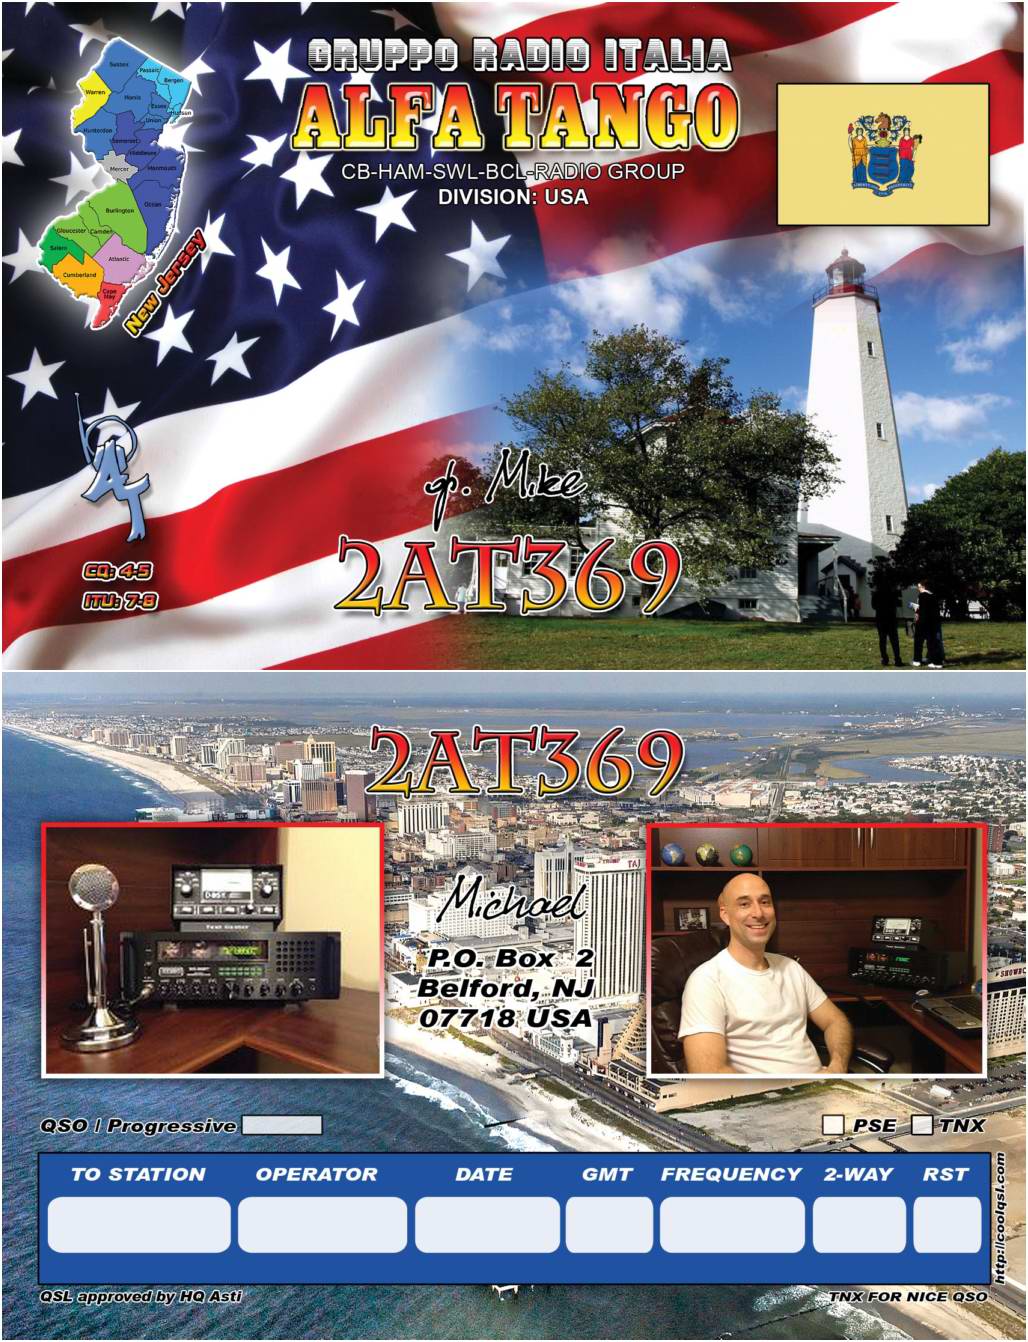 GRUPPO RADIO ITALIA
ALFA TANGO
CB-HAM-SWL-BCL-RADIO GROUP
DIVISION: USA
Sussex
Passaic
Bergen
Warren
Morris
Essex
Hudson
Union
Hunterdon
Somerset
Middlesex
Mercer
Monmouth
Ocean
Burlington
Gloucester
Camden
Salem
Atlantic
Cumberland
Cape May
New Jersey
AT
CQ: 4-5
ITU: 7-8
op. Mike
2AT369
2AT369
Michael
P.O. Box 2
Belford, NJ
07718 USA
TAJ
SHOWBO
QSO / Progressive
PSE
TNX
TO STATION
OPERATOR
DATE
GMT
FREQUENCY
2-WAY
RST
http://coolqsl.com
QSL approved by HQ Asti
TNX FOR NICE QSO